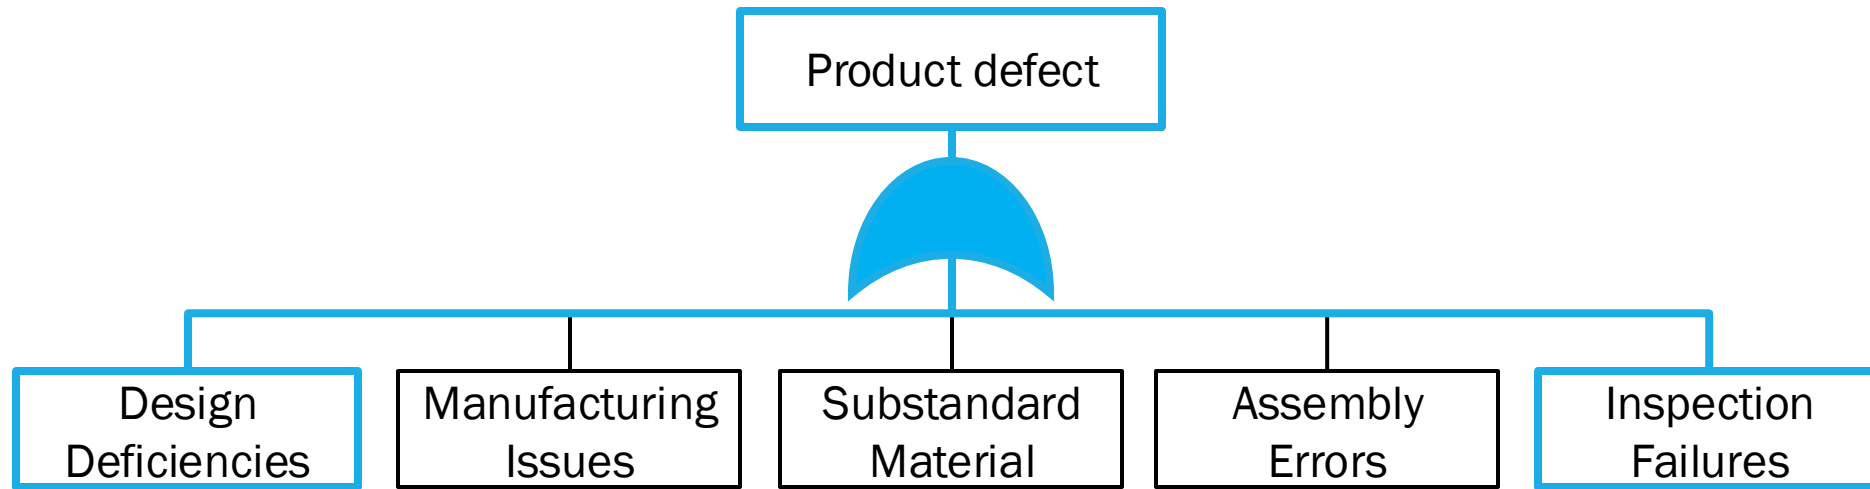 Product defect
Design
Deficiencies
Manufacturing
Issues
Substandard
Material
Assembly
Errors
Inspection
Failures